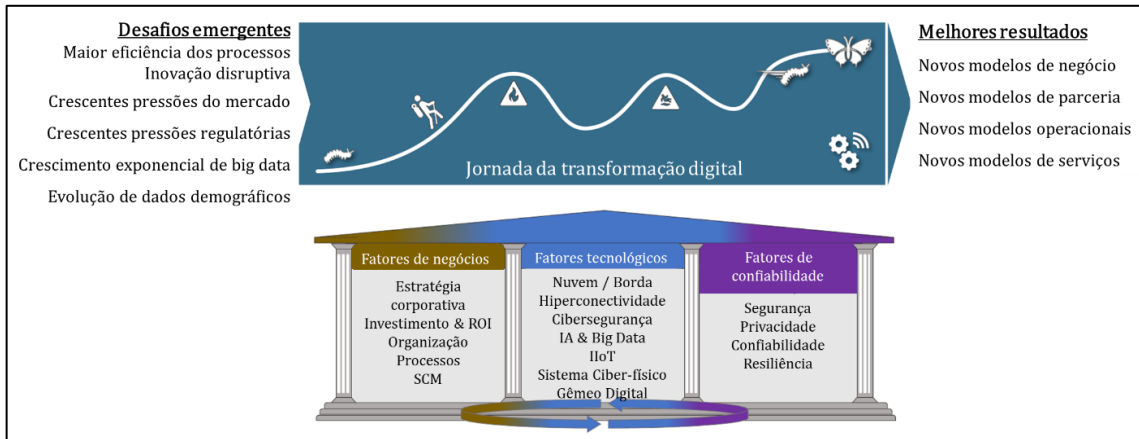 Desafios emergentes
Maior eficiência dos processos
Inovação disruptiva
Crescentes pressões do mercado
Crescentes pressões regulatórias
Crescimento exponencial de big data
Evolução de dados demográficos
Jornada da transformação digital
Melhores resultados
Novos modelos de negócio
Novos modelos de parceria
Novos modelos operacionais
Novos modelos de serviços
Fatores de negócios
Estratégia
corporativa
Investimento & ROI
Organização
Processos
SCM
Fatores tecnológicos
Nuvem / Borda
Hiperconectividade
Cibersegurança
IA & Big Data
IIoT
Sistema Ciber-físico
Gêmeo Digital
Fatores de
confiabilidade
Segurança
Privacidade
Confiabilidade
Resiliência